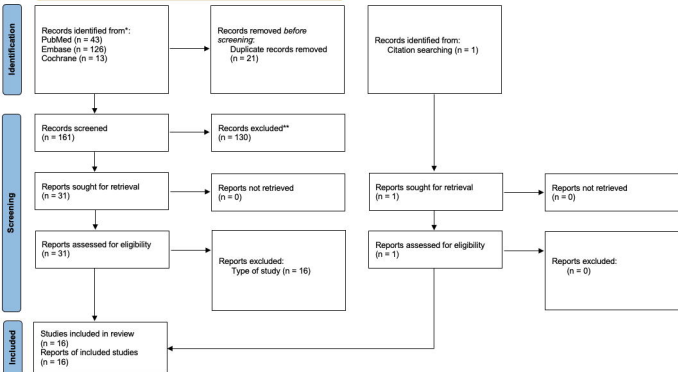 Identification
Records identified from*:
PubMed (n = 43)
Embase (n = 126)
Cochrane (n = 13)
Records removed before
screening:
Duplicate records removed
(n = 21)
Records identified from:
Citation searching (n = 1)
Screening
Records screened
(n = 161)
Records excluded**
(n = 130)
Reports sought for retrieval
(n = 31)
Reports not retrieved
(n = 0)
Reports sought for retrieval
(n = 1)
Reports not retrieved
(n = 0)
Reports assessed for eligibility
(n = 31)
Reports excluded:
Type of study (n = 16)
Reports assessed for eligibility
(n = 1)
Reports excluded:
(n = 0)
Included
Studies included in review
(n = 16)
Reports of included studies
(n = 16)